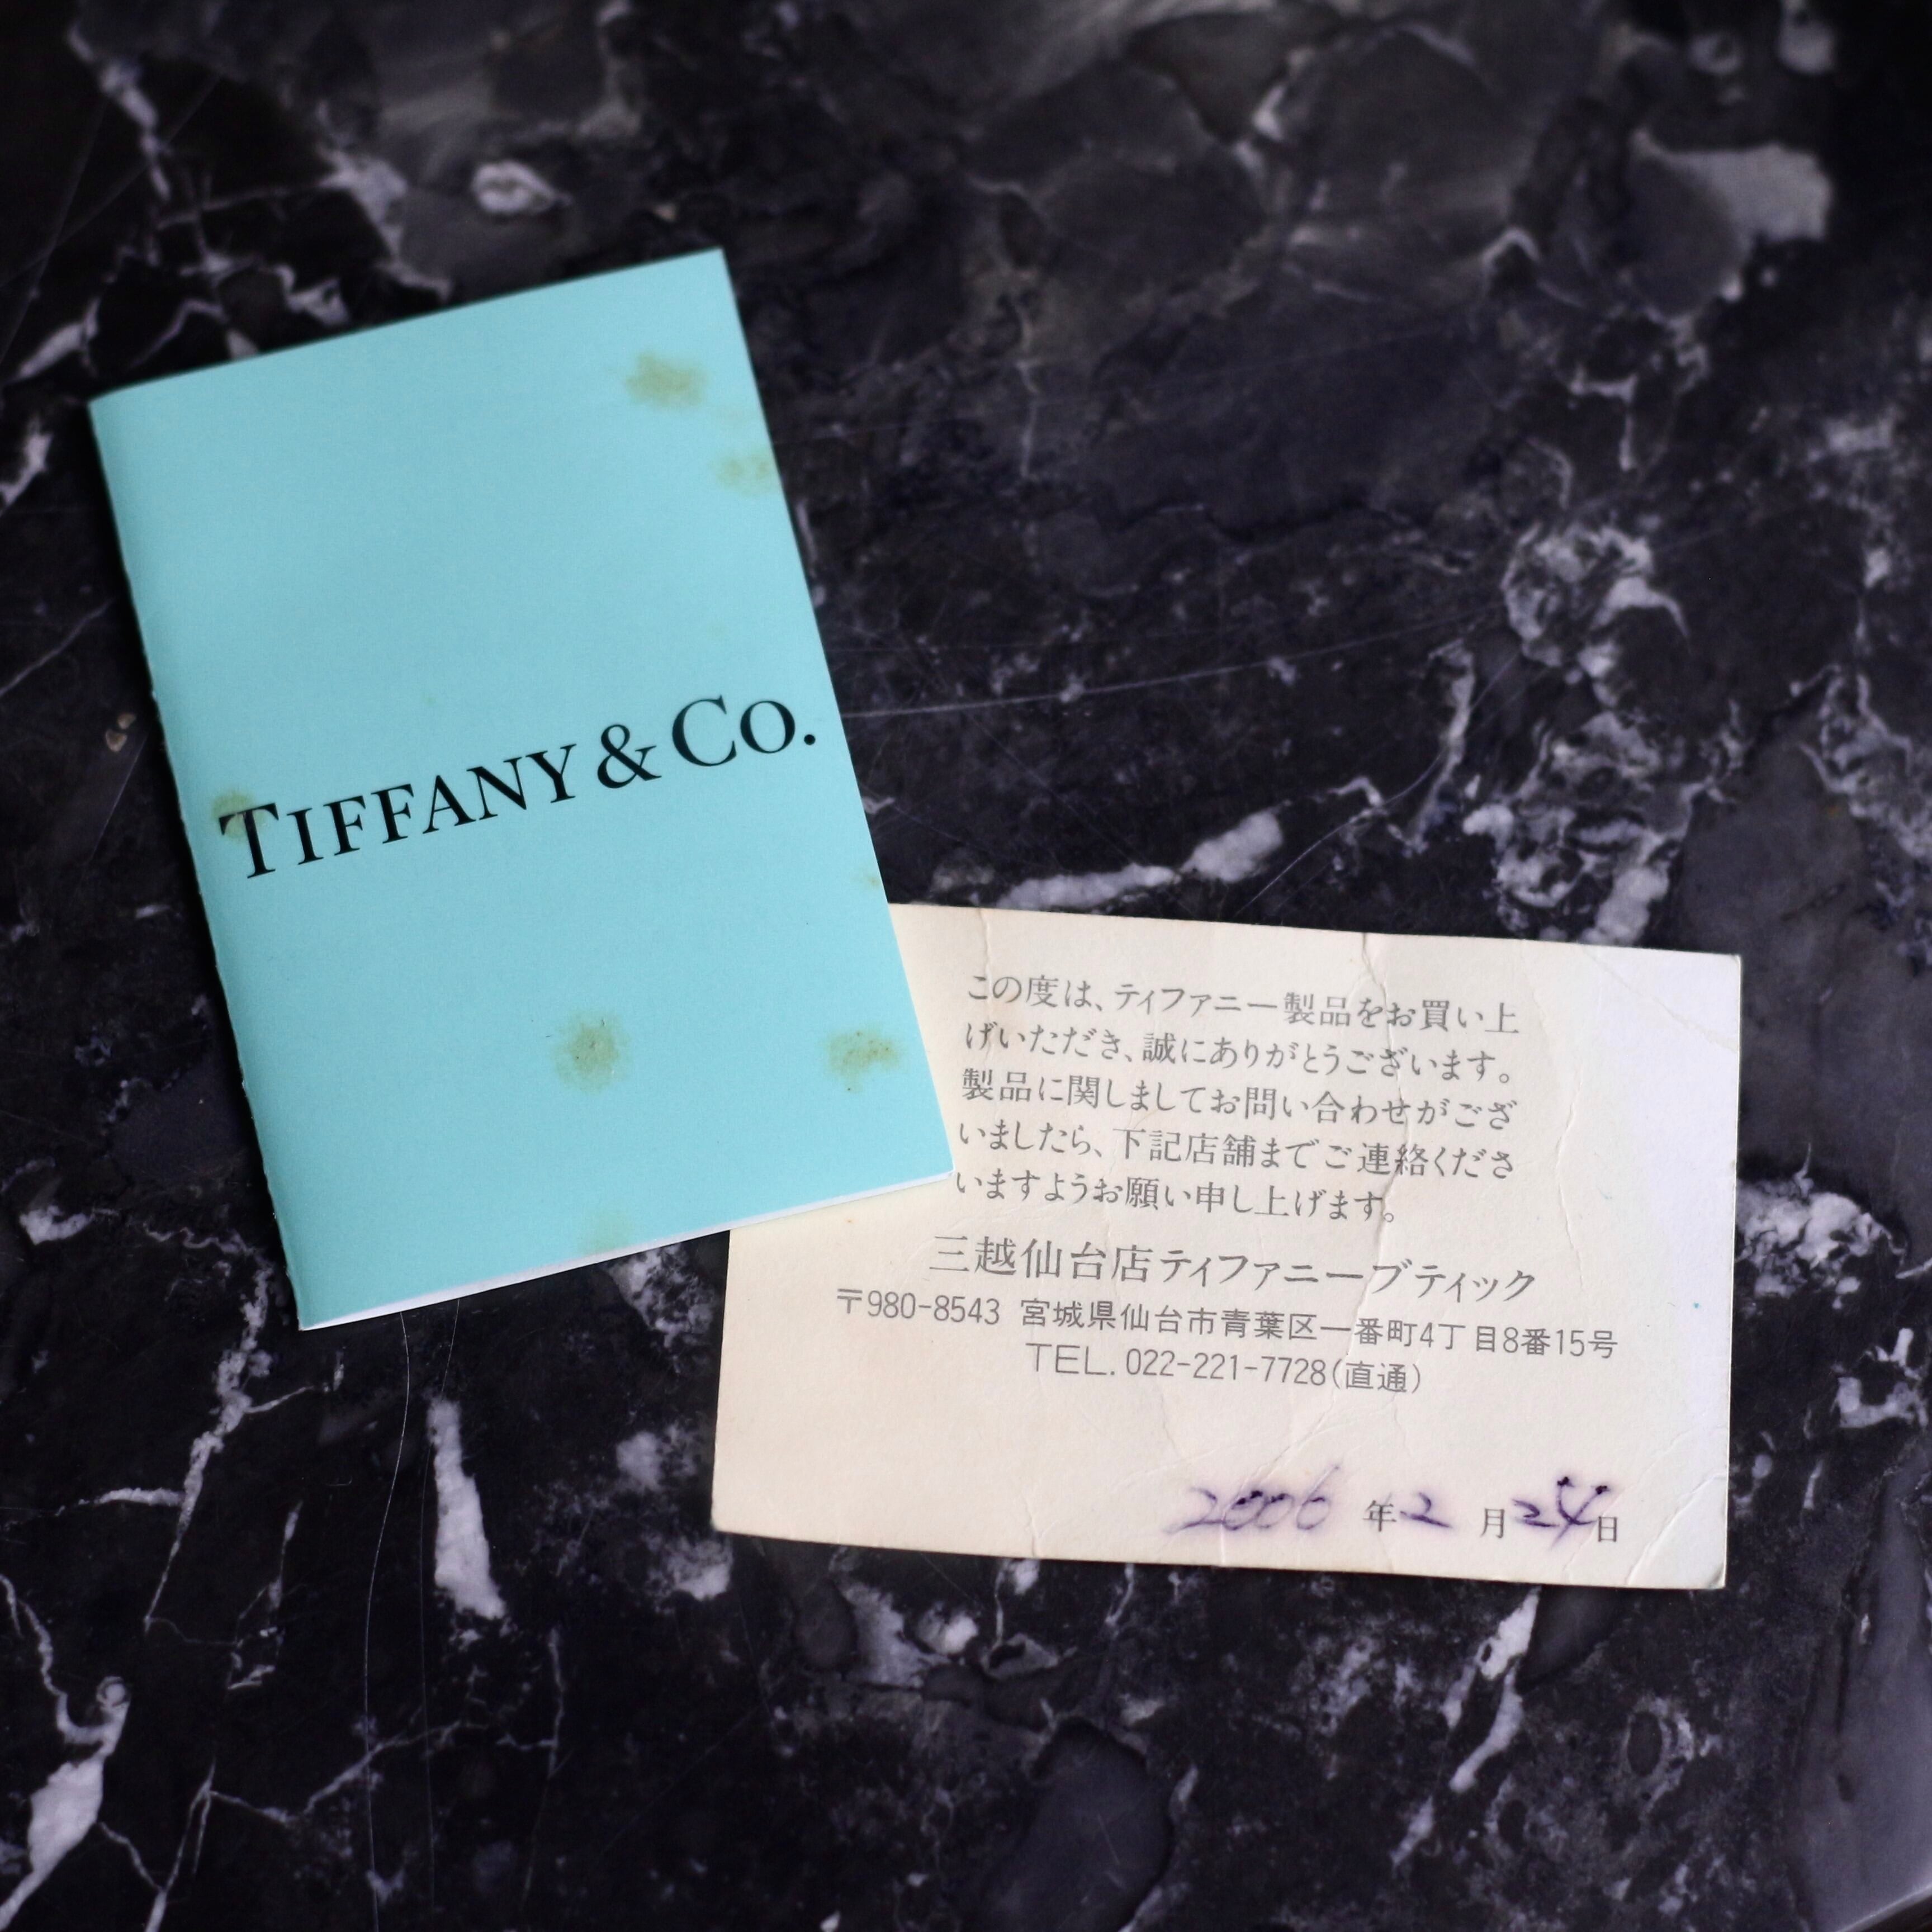 TIFFANY & CO.
この度は、ティファニー製品をお買い上
げいただき、誠にありがとうございます。
製品に関しましてお問い合わせがござ
いましたら、下記店舗までご連絡くださ
いますようお願い申し上げます。
三越仙台店ティファニーブティック
〒980-8543 宮城県仙台市青葉区一番町4丁目8番15号
TEL. 022-221-7728(直通)
2006 年 2 月 24 日